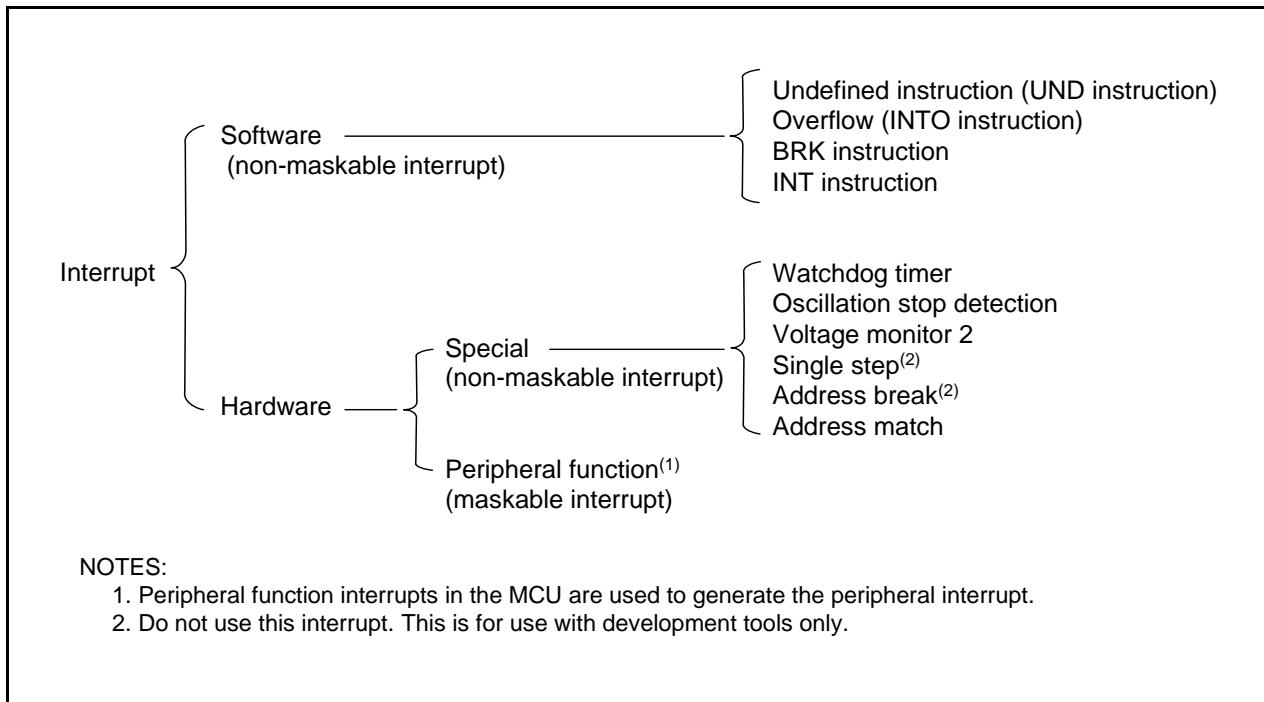 Interrupt
Software
(non-maskable interrupt)
Undefined instruction (UND instruction)
Overflow (INTO instruction)
BRK instruction
INT instruction
Hardware
Special
(non-maskable interrupt)
Watchdog timer
Oscillation stop detection
Voltage monitor 2
Single step(2)
Address break(2)
Address match
Peripheral function(1)
(maskable interrupt)
NOTES:
1. Peripheral function interrupts in the MCU are used to generate the peripheral interrupt.
2. Do not use this interrupt. This is for use with development tools only.